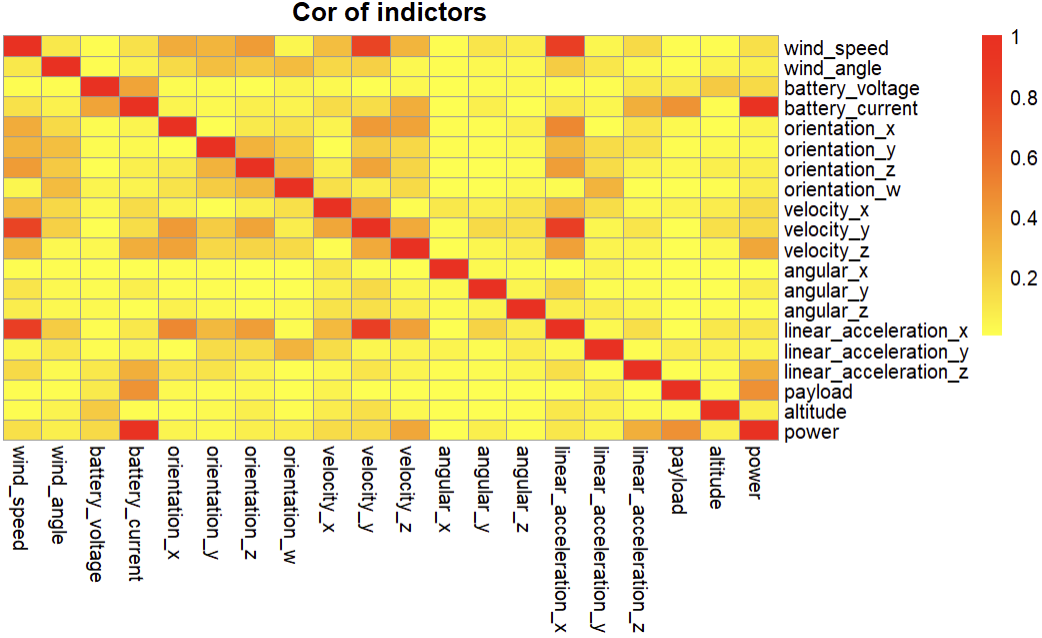 Cor of indictors
wind_speed
wind_angle
battery_voltage
battery_current
orientation_x
orientation_y
orientation_z
orientation_w
velocity_x
velocity_y
velocity_z
angular_x
angular_y
angular_z
linear_acceleration_x
linear_acceleration_y
linear_acceleration_z
payload
altitude
power
1
0.8
0.6
0.4
0.2
wind_speed
wind_angle
battery_voltage
battery_current
orientation_x
orientation_y
orientation_z
orientation_w
velocity_x
velocity_y
velocity_z
angular_x
angular_y
angular_z
linear_acceleration_x
linear_acceleration_y
linear_acceleration_z
payload
altitude
power